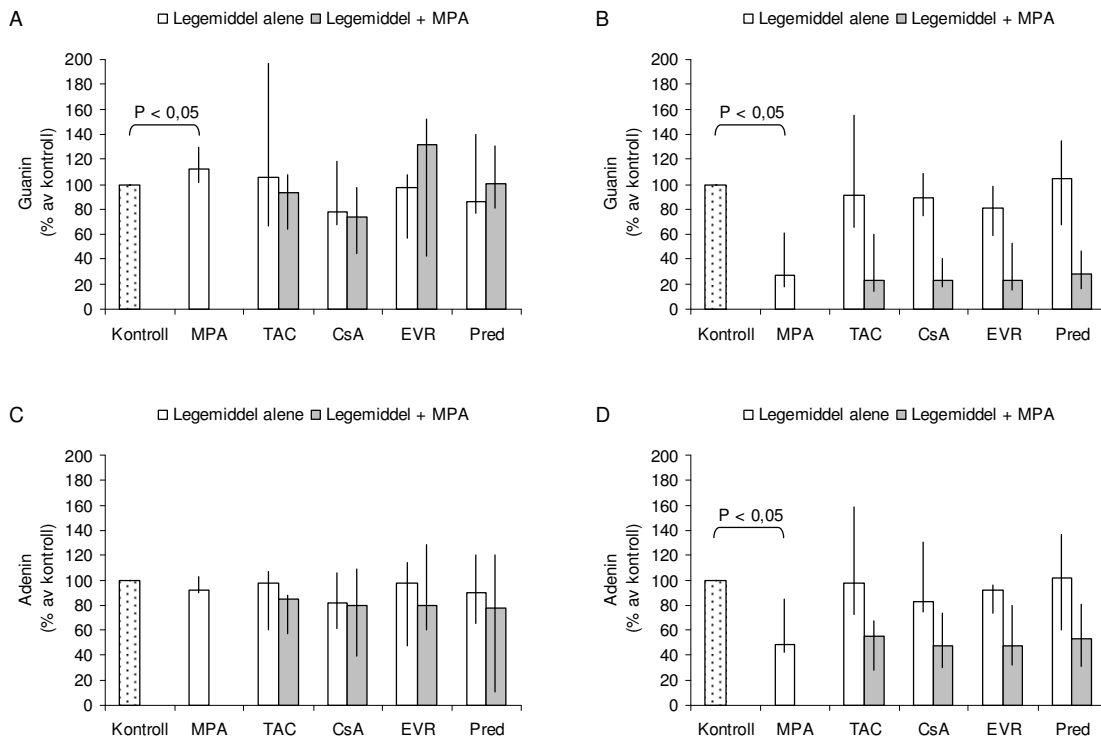 A
Legemiddel alene Legemiddel + MPA
Guanin
(% av kontroll)
200
180
160
140
120
100
80
60
40
20
0
P < 0,05
Kontroll MPA TAC CsA EVR Pred
B
Legemiddel alene Legemiddel + MPA
Guanin
(% av kontroll)
200
180
160
140
120
100
80
60
40
20
0
P < 0,05
Kontroll MPA TAC CsA EVR Pred
C
Legemiddel alene Legemiddel + MPA
Adenin
(% av kontroll)
200
180
160
140
120
100
80
60
40
20
0
Kontroll MPA TAC CsA EVR Pred
D
Legemiddel alene Legemiddel + MPA
Adenin
(% av kontroll)
200
180
160
140
120
100
80
60
40
20
0
P < 0,05
Kontroll MPA TAC CsA EVR Pred